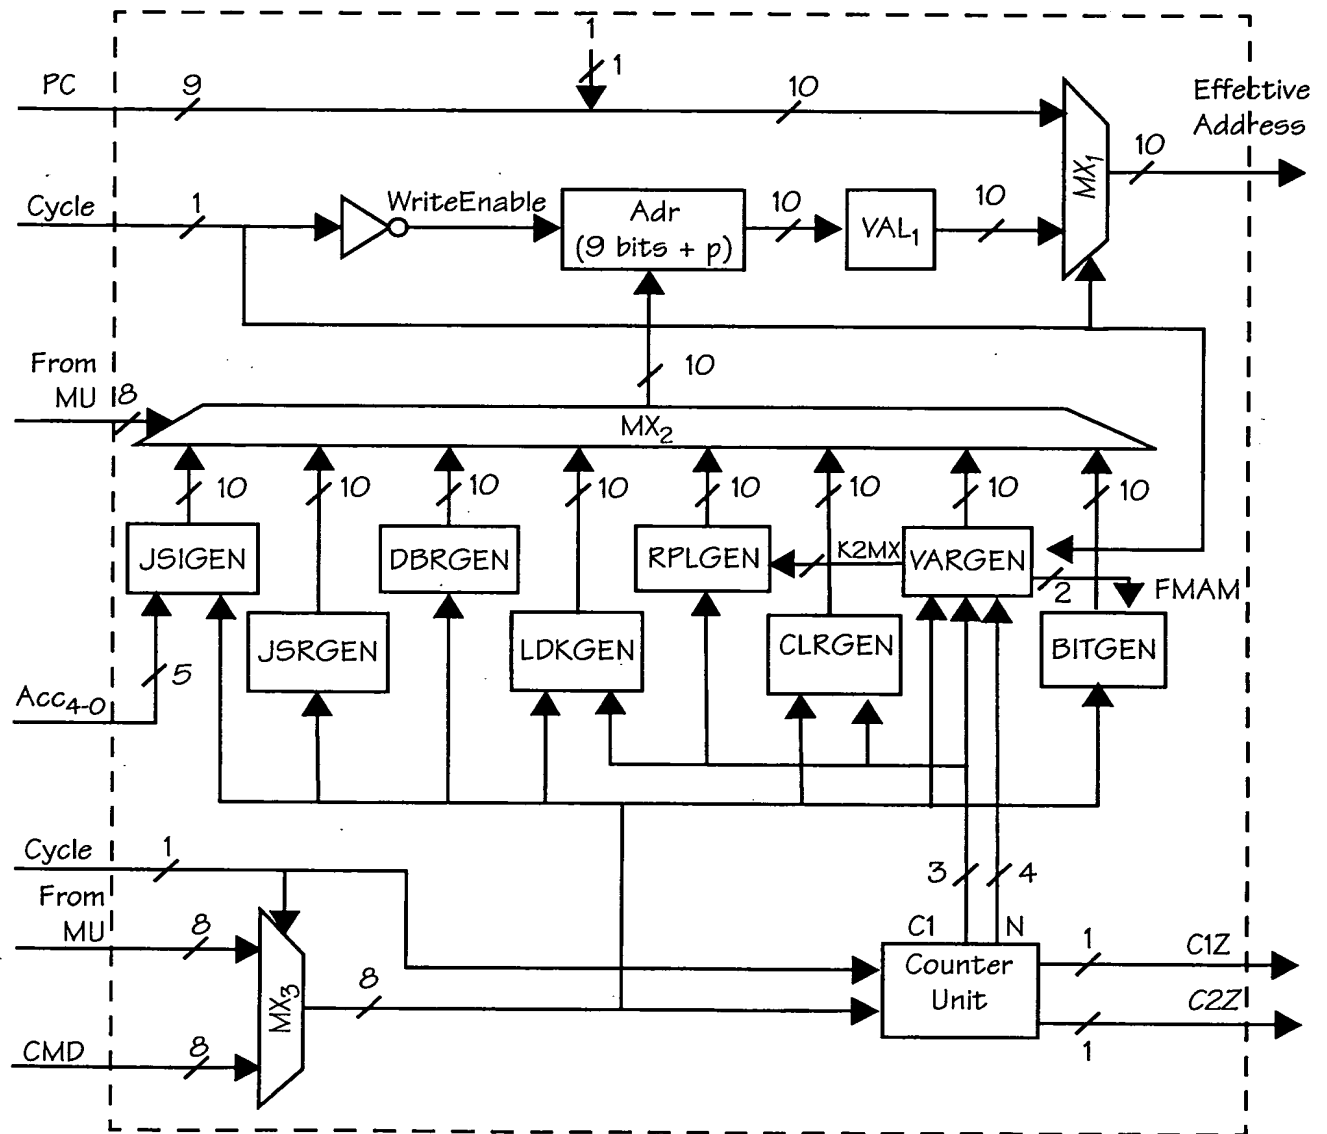 1
1
PC
9
10
Effective
Address
MX1
10
Cycle
1
WriteEnable
Adr
(9 bits + p)
10
VAL1
10
From
MU
8
10
MX2
10
10
10
10
10
10
10
10
JSIGEN
DBRGEN
RPLGEN
K2MX
VARGEN
2
FMAM
JSRGEN
LDKGEN
CLRGEN
BITGEN
5
Acc4-0
Cycle
1
3
4
From
MU
8
C1
N
Counter
Unit
1
C1Z
MX3
8
C2Z
1
CMD
8